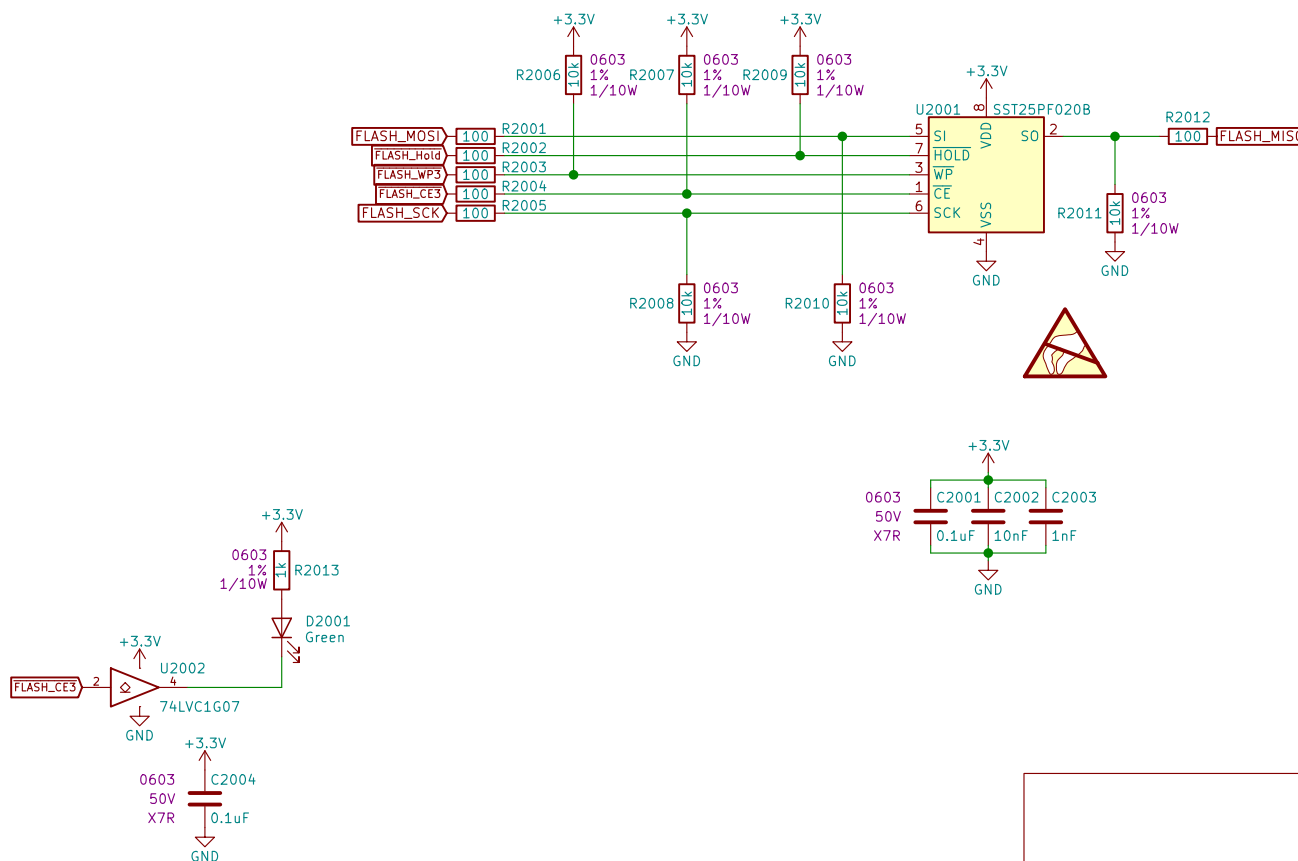 +3.3V
+3.3V
+3.3V
R2006
10k
0603
1%
1/10W
R2007
10k
0603
1%
1/10W
R2009
10k
0603
1%
1/10W
+3.3V
U2001
SST25PF020B
8
VDD
FLASH_MOSI
100
R2001
5
SI
SO
2
R2012
100
FLASH_Hold
100
R2002
7
HOLD
FLASH_WP3
100
R2003
3
WP
FLASH_CE3
100
R2004
1
CE
FLASH_SCK
100
R2005
6
SCK
VSS
4
GND
R2011
10k
0603
1%
1/10W
GND
R2008
10k
0603
1%
1/10W
GND
R2010
10k
0603
1%
1/10W
GND
+3.3V
0603
50V
X7R
C2001
0.1uF
C2002
10nF
C2003
1nF
GND
+3.3V
0603
1%
1/10W
1k
R2013
D2001
Green
+3.3V
U2002
FLASH_CE3
2
4
74LVC1G07
GND
+3.3V
0603
50V
X7R
C2004
0.1uF
GND